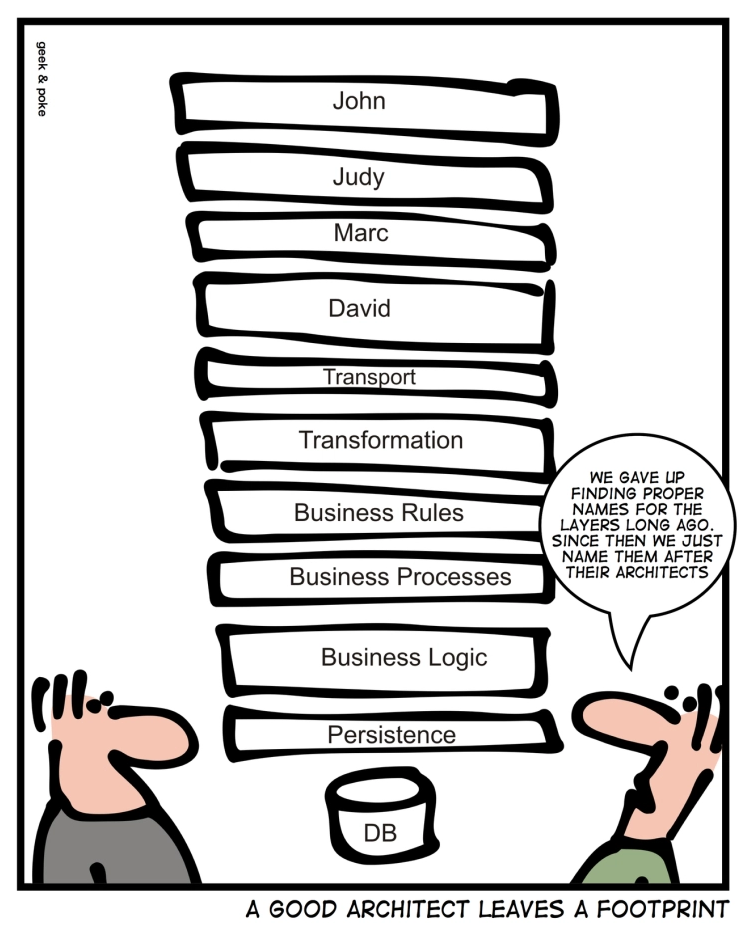 geek & poke
John
Judy
Marc
David
Transport
Transformation
Business Rules
Business Processes
Business Logic
Persistence
DB
WE GAVE UP
FINDING PROPER
NAMES FOR THE
LAYERS LONG AGO.
SINCE THEN WE JUST
NAME THEM AFTER
THEIR ARCHITECTS
A GOOD ARCHITECT LEAVES A FOOTPRINT